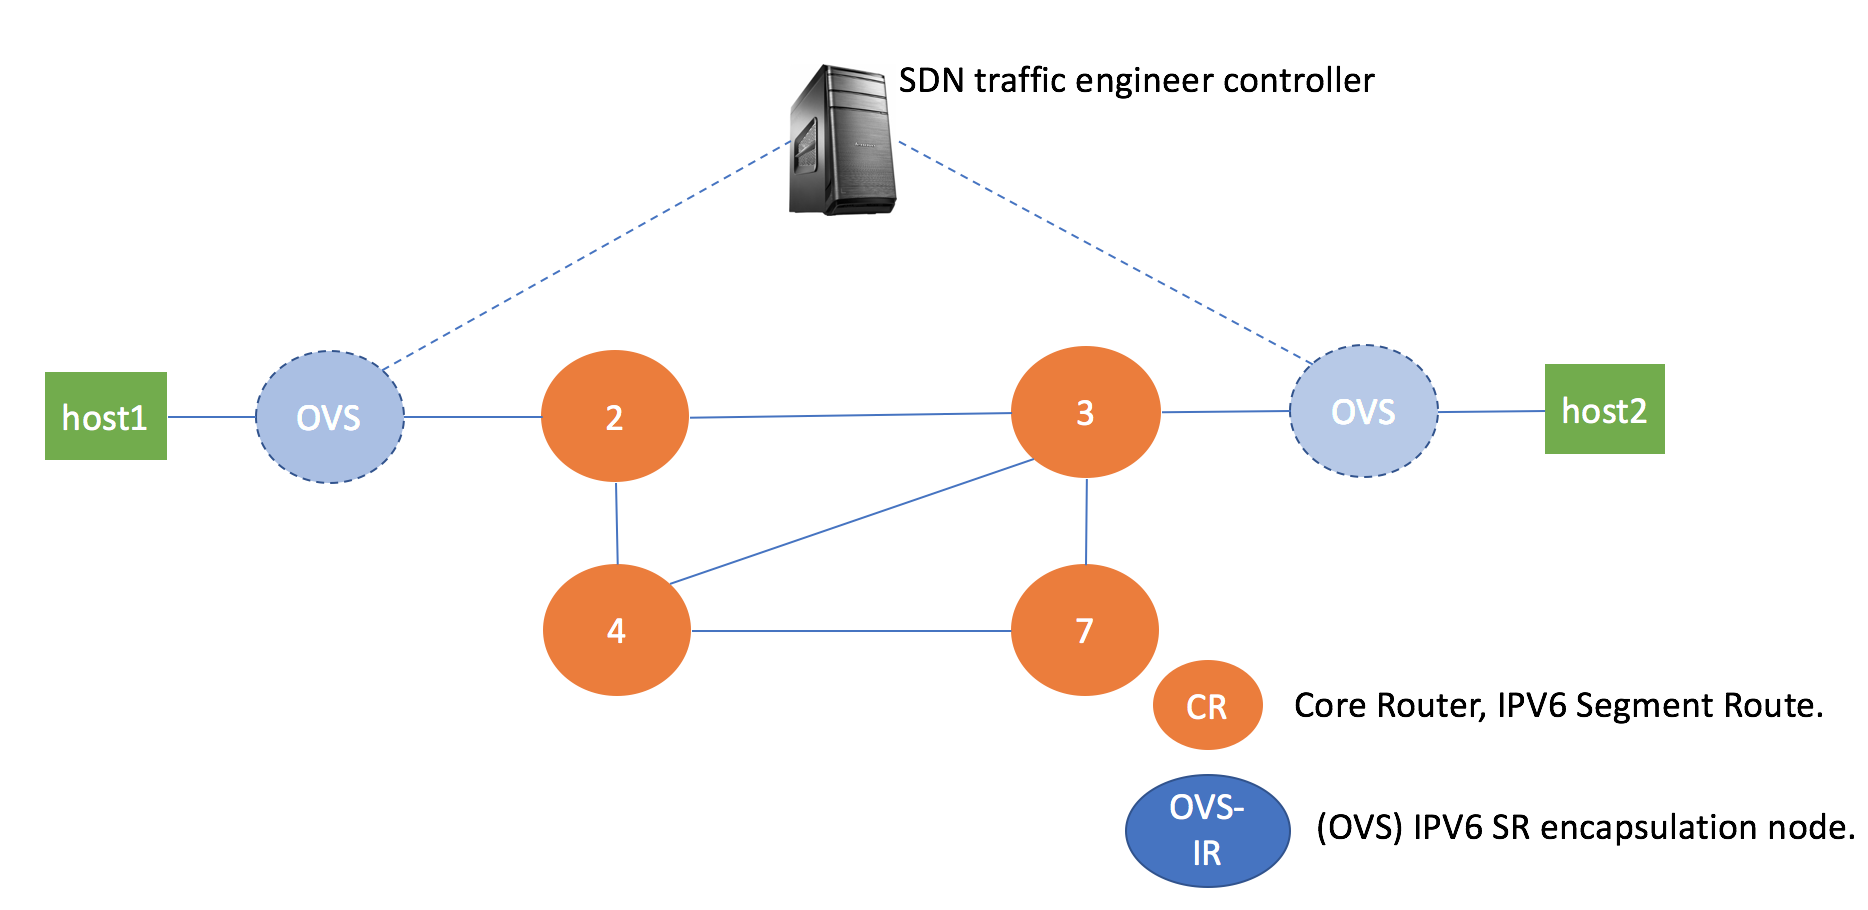 SDN traffic engineer controller
host1
OVS
2
3
OVS
host2
4
7
CR
Core Router, IPV6 Segment Route.
OVS-
IR
(OVS) IPV6 SR encapsulation node.